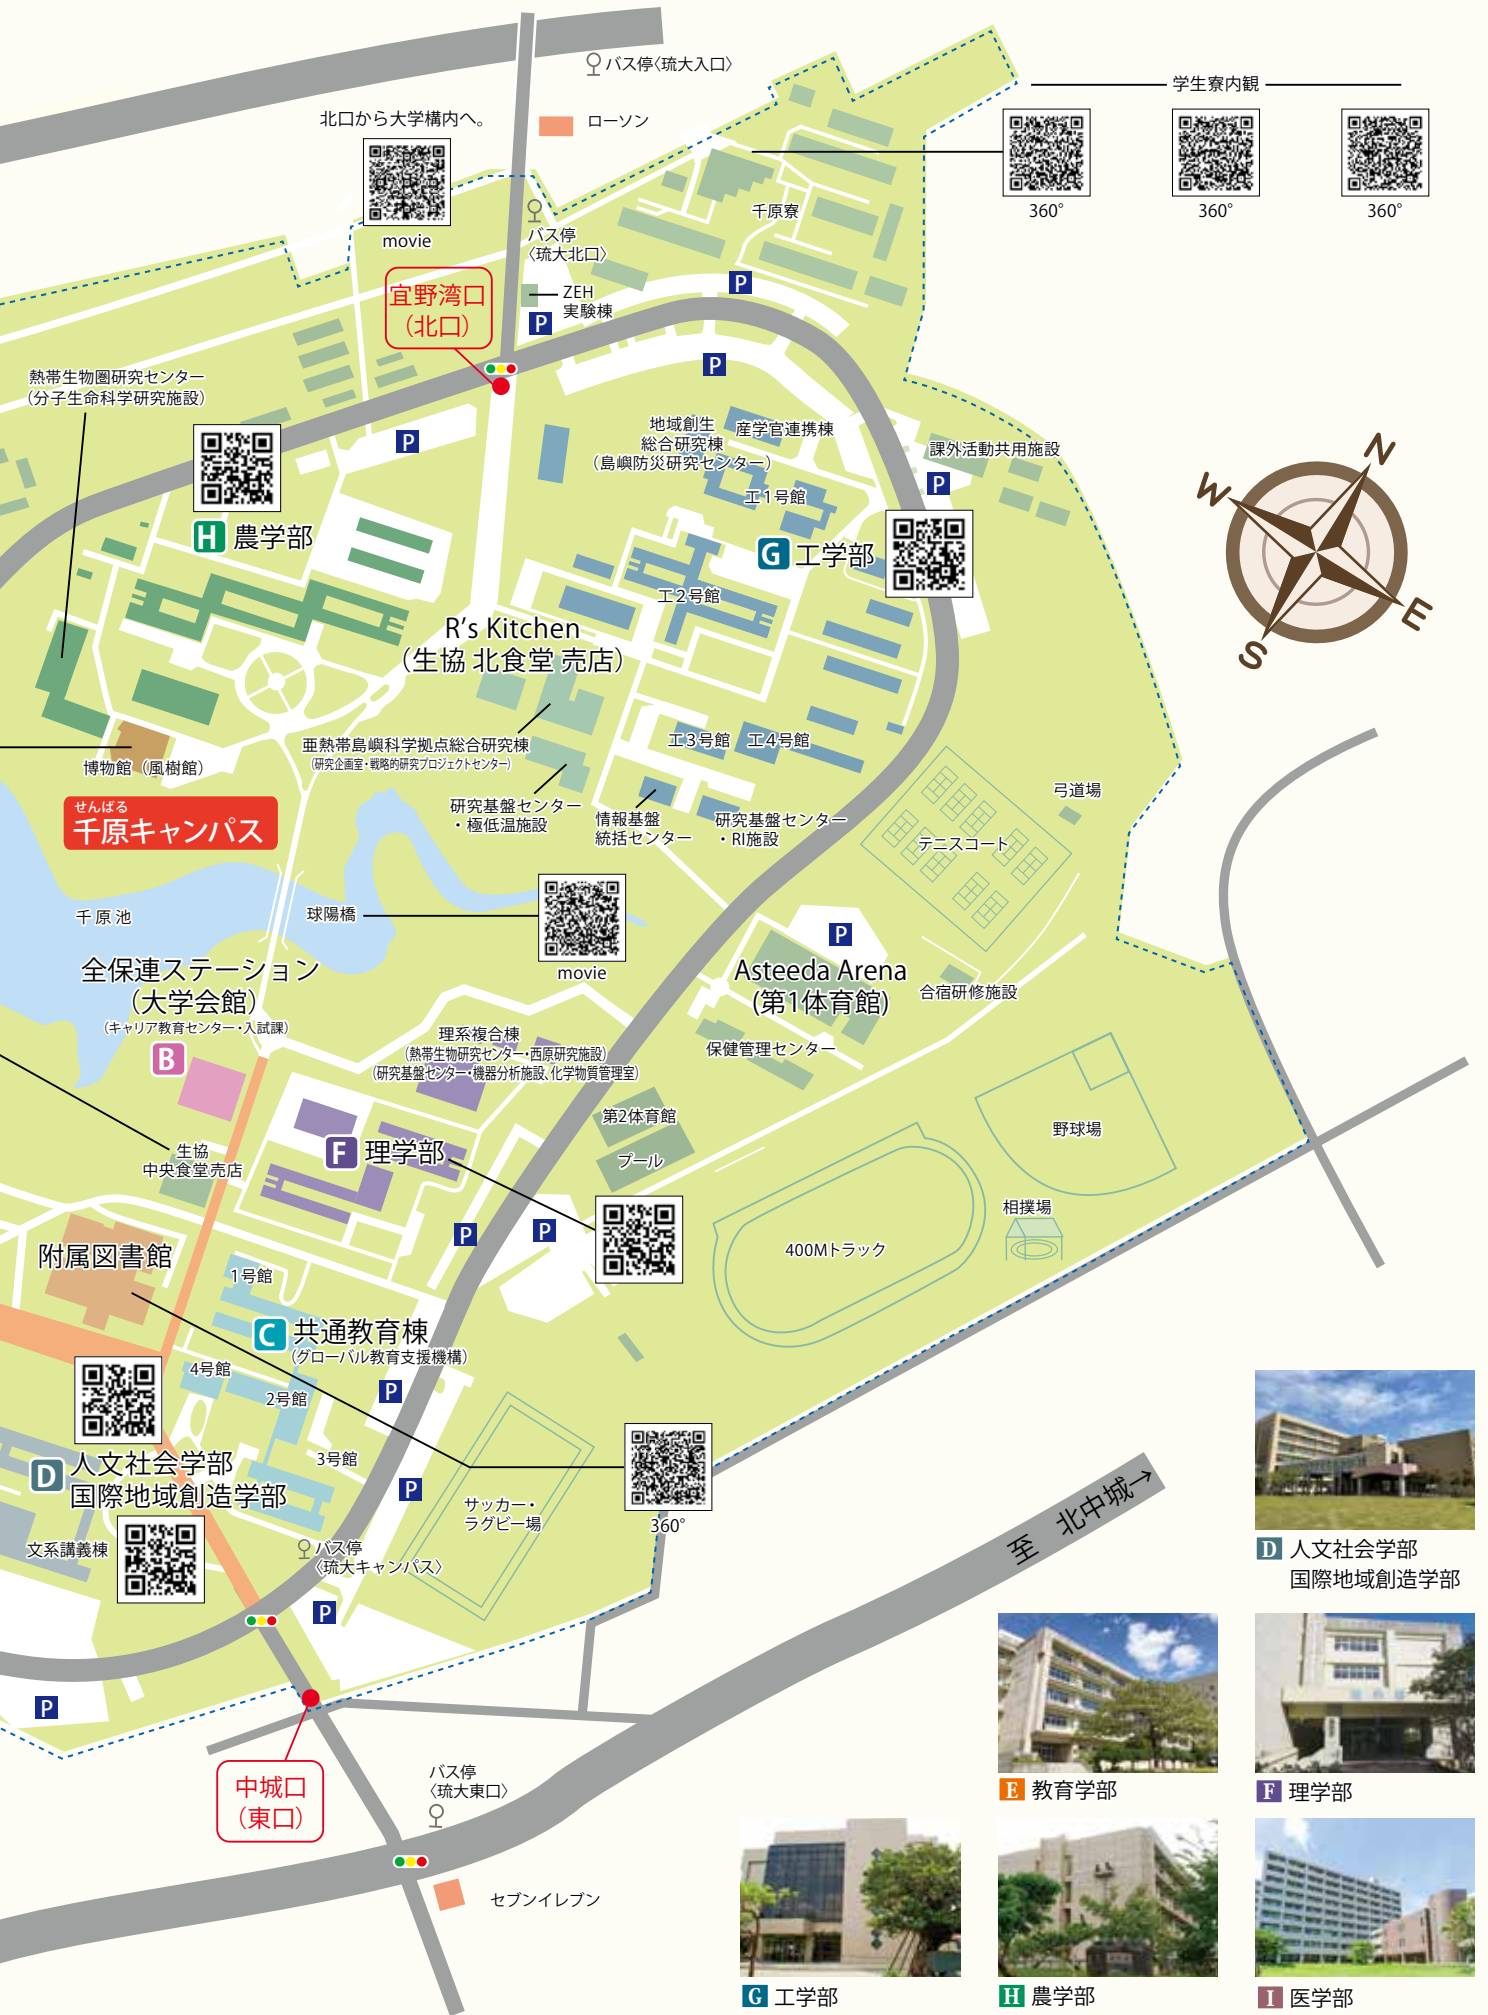 バス停〈琉大入口〉
学生寮内観
北口から大学構内へ。
ローソン
movie
360°
360°
360°
千原寮
バス停
〈琉大北口〉
ZEH
実験棟
P
P
P
宜野湾口
（北口）
熱帯生物圏研究センター
（分子生命科学研究施設）
P
地域創生
総合研究棟
（島嶼防災研究センター）
産学官連携棟
課外活動共用施設
P
工1号館
H 農学部
G 工学部
工2号館
N
W
E
S
R's Kitchen
（生協 北食堂 売店）
亜熱帯島嶼科学拠点総合研究棟
（研究企画室・戦略的研究プロジェクトセンター）
工3号館
工4号館
博物館（風樹館）
せんばる
千原キャンパス
研究基盤センター
・極低温施設
情報基盤
統括センター
研究基盤センター
・RI施設
弓道場
テニスコート
千原池
球陽橋
movie
P
全保連ステーション
（大学会館）
（キャリア教育センター・入試課）
B
Asteeda Arena
(第1体育館)
合宿研修施設
保健管理センター
理系複合棟
（熱帯生物研究センター・西原研究施設）
（研究基盤センター・機器分析施設、化学物質管理室）
第2体育館
プール
野球場
生協
中央食堂売店
F 理学部
P
P
相撲場
400Mトラック
附属図書館
1号館
C 共通教育棟
（グローバル教育支援機構）
4号館
2号館
P
3号館
D 人文社会学部
国際地域創造学部
P
サッカー・
ラグビー場
360°
文系講義棟
バス停
〈琉大キャンパス〉
P
P
至 北中城→
中城口
（東口）
バス停
〈琉大東口〉
セブンイレブン
D 人文社会学部
国際地域創造学部
E 教育学部
F 理学部
G 工学部
H 農学部
I 医学部